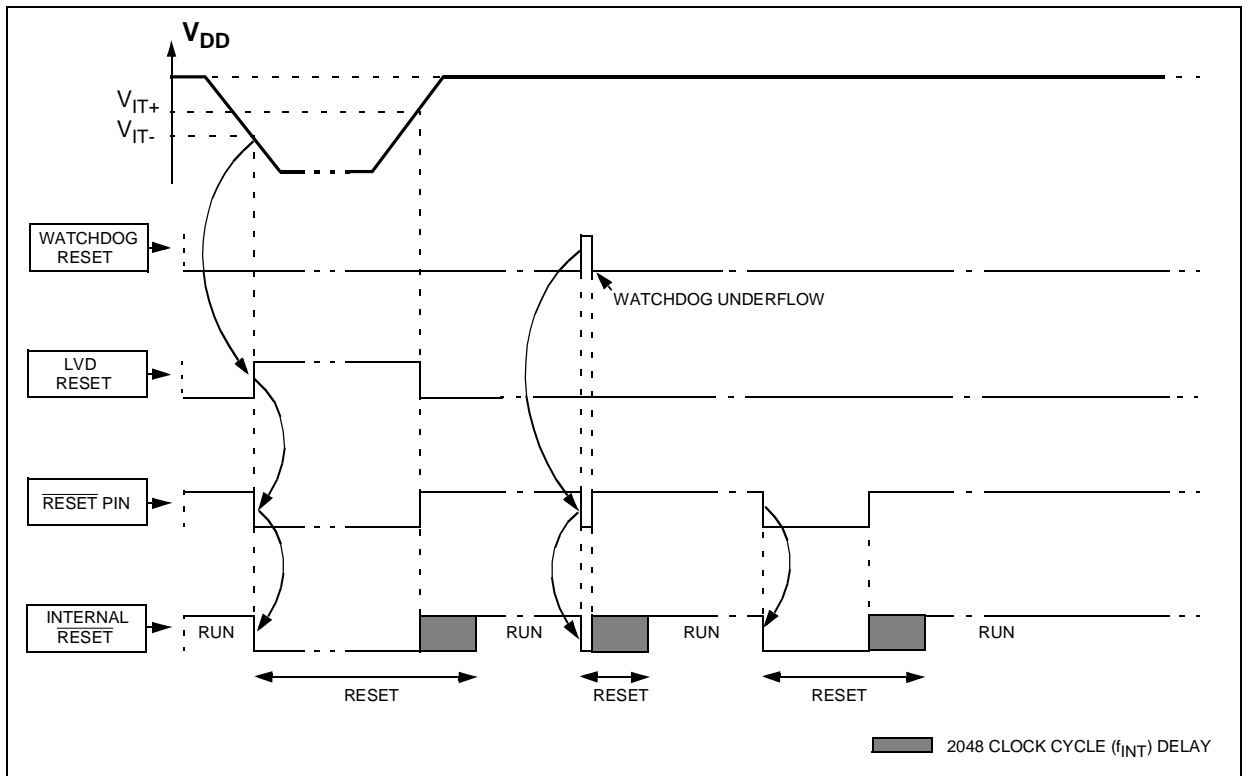 VDD
VIT+
VIT-
WATCHDOG
RESET
WATCHDOG UNDERFLOW
LVD
RESET
RESET PIN
INTERNAL
RESET
RUN
RUN
RUN
RUN
RESET
RESET
RESET
2048 CLOCK CYCLE (fINT) DELAY